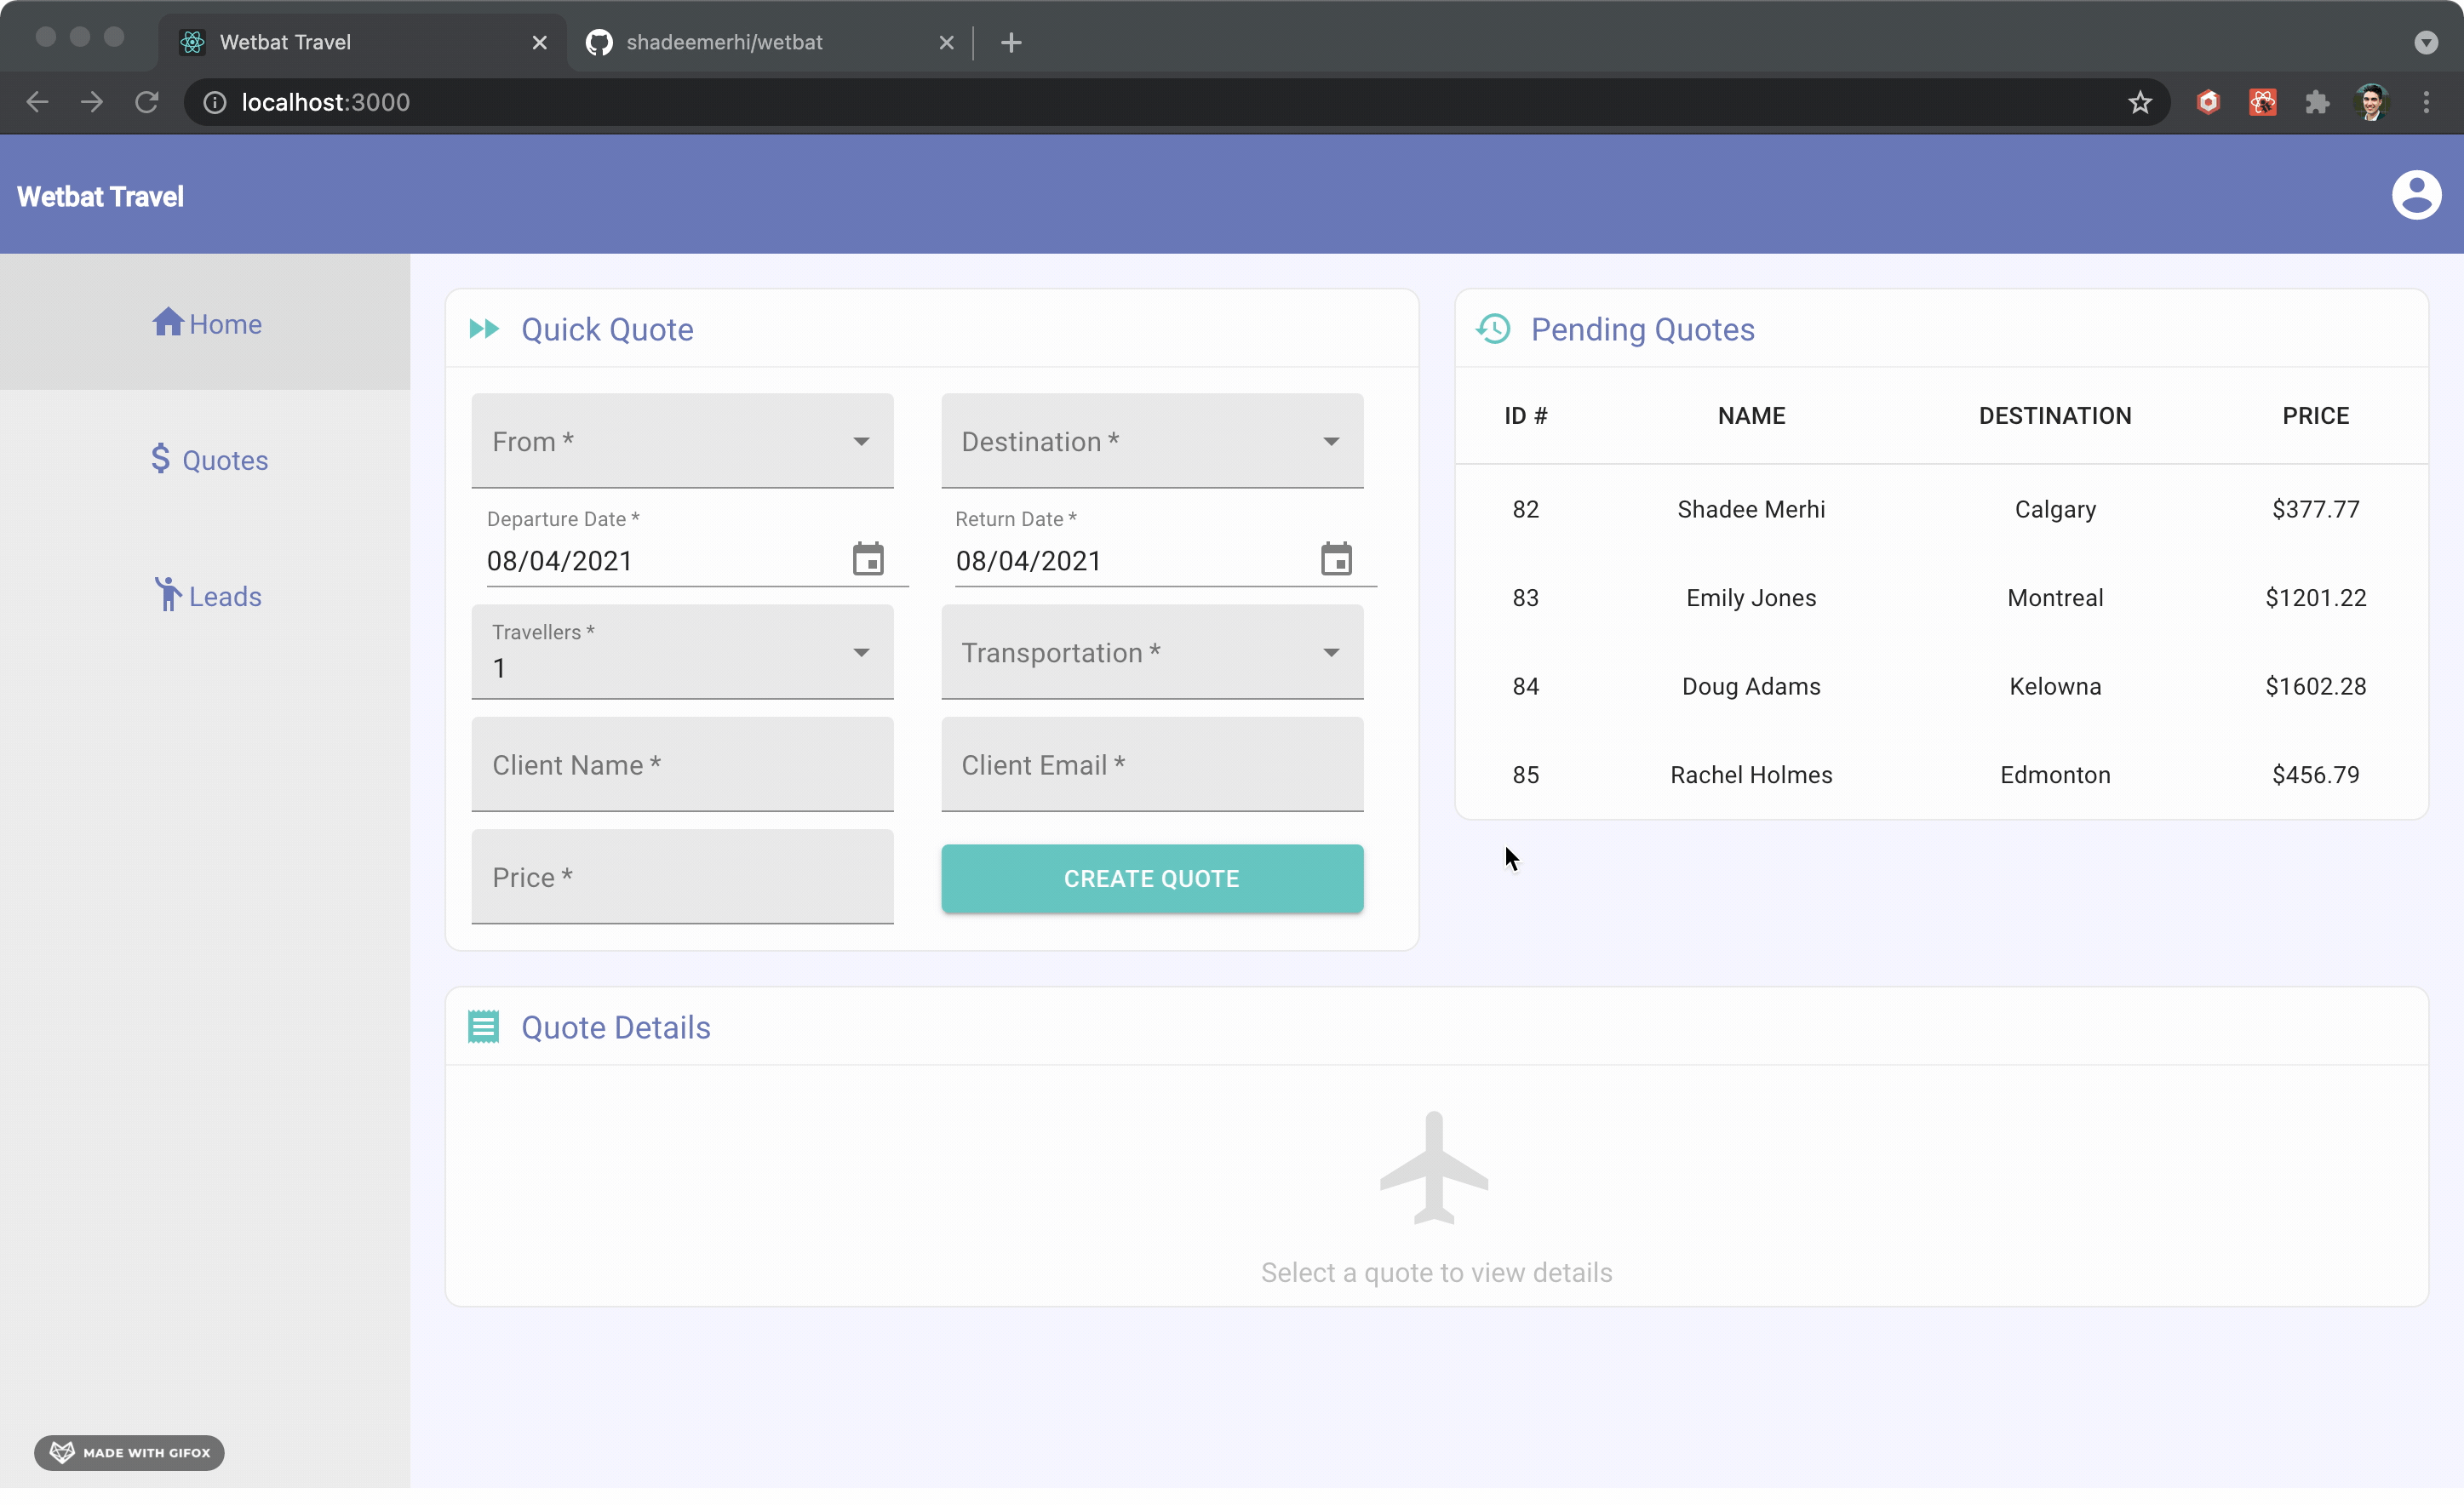 Wetbat Travel
shadeemerhi/wetbat
localhost:3000
Wetbat Travel
Home
Quotes
Leads
Quick Quote
From *
Destination *
Departure Date *
08/04/2021
Return Date *
08/04/2021
Travellers *
1
Transportation *
Client Name *
Client Email *
Price *
CREATE QUOTE
Pending Quotes
ID # NAME DESTINATION PRICE
82 Shadee Merhi Calgary $377.77
83 Emily Jones Montreal $1201.22
84 Doug Adams Kelowna $1602.28
85 Rachel Holmes Edmonton $456.79
Quote Details
Select a quote to view details
MADE WITH GIFOX